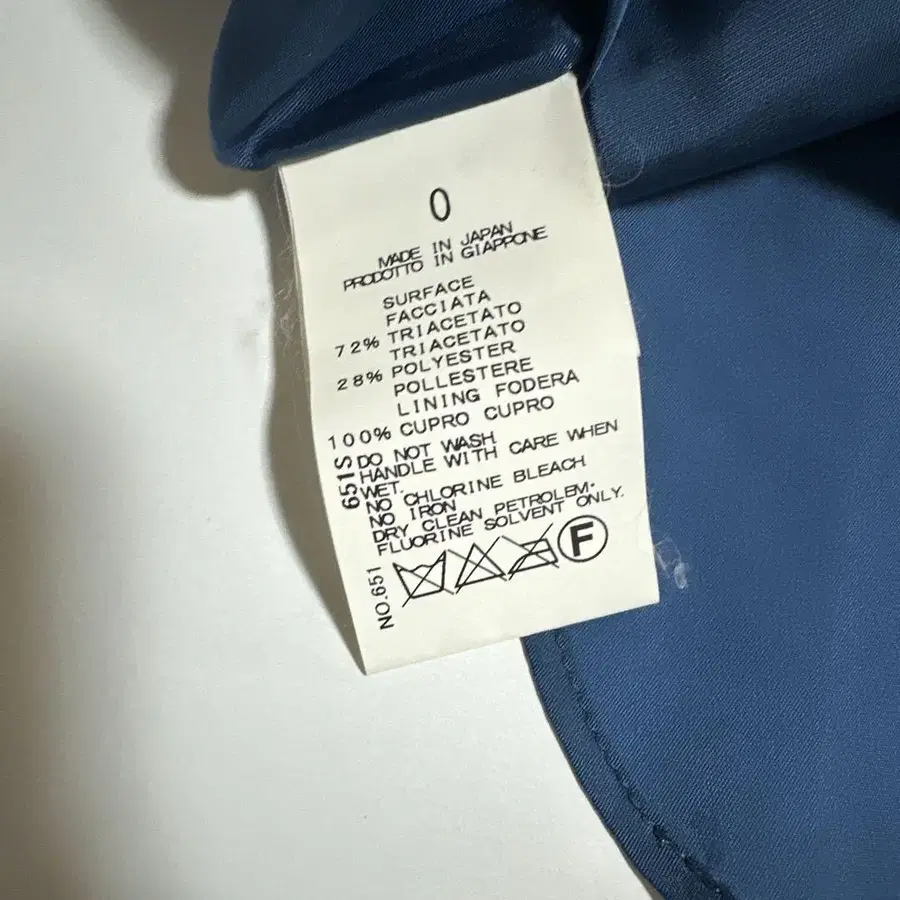 0
MADE IN JAPAN
PRODOTTO IN GIAPPONE
SURFACE
FACCIATA
72% TRIACETATO
TRIACETATO
28% POLYESTER
POLLESTERE
LINING FODERA
100% CUPRO CUPRO
DO NOT WASH
HANDLE WITH CARE WHEN
WET.
NO CHLORINE BLEACH
NO IRON
DRY CLEAN PETROLEM.
FLUORINE SOLVENT ONLY.
F
651S
NO.651